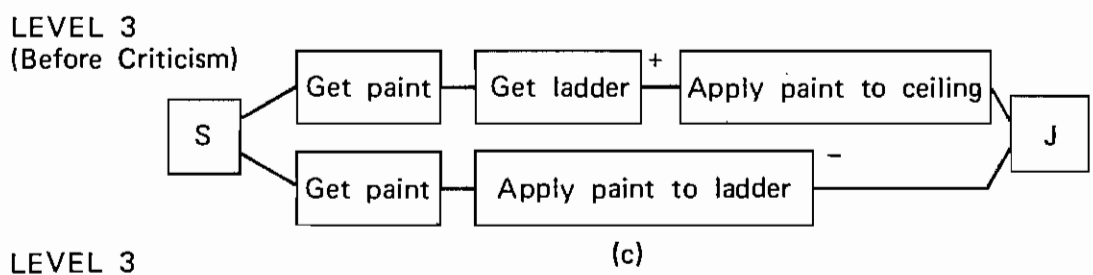 LEVEL 3
(Before Criticism)
S
Get paint
Get ladder
+
Apply paint to ceiling
J
Get paint
Apply paint to ladder
−
(c)
LEVEL 3